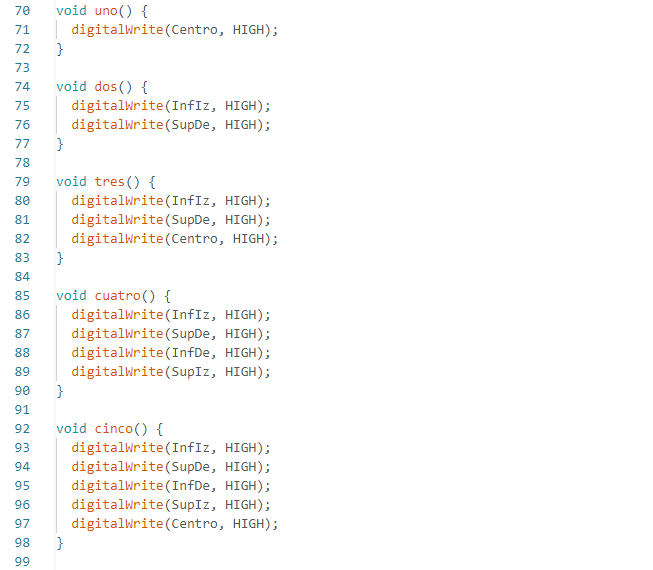 70 void uno() {
71 digitalWrite(Centro, HIGH);
72 }
73
74 void dos() {
75 digitalWrite(InfIz, HIGH);
76 digitalWrite(SupDe, HIGH);
77 }
78
79 void tres() {
80 digitalWrite(InfIz, HIGH);
81 digitalWrite(SupDe, HIGH);
82 digitalWrite(Centro, HIGH);
83 }
84
85 void cuatro() {
86 digitalWrite(InfIz, HIGH);
87 digitalWrite(SupDe, HIGH);
88 digitalWrite(InfDe, HIGH);
89 digitalWrite(SupIz, HIGH);
90 }
91
92 void cinco() {
93 digitalWrite(InfIz, HIGH);
94 digitalWrite(SupDe, HIGH);
95 digitalWrite(InfDe, HIGH);
96 digitalWrite(SupIz, HIGH);
97 digitalWrite(Centro, HIGH);
98 }
99